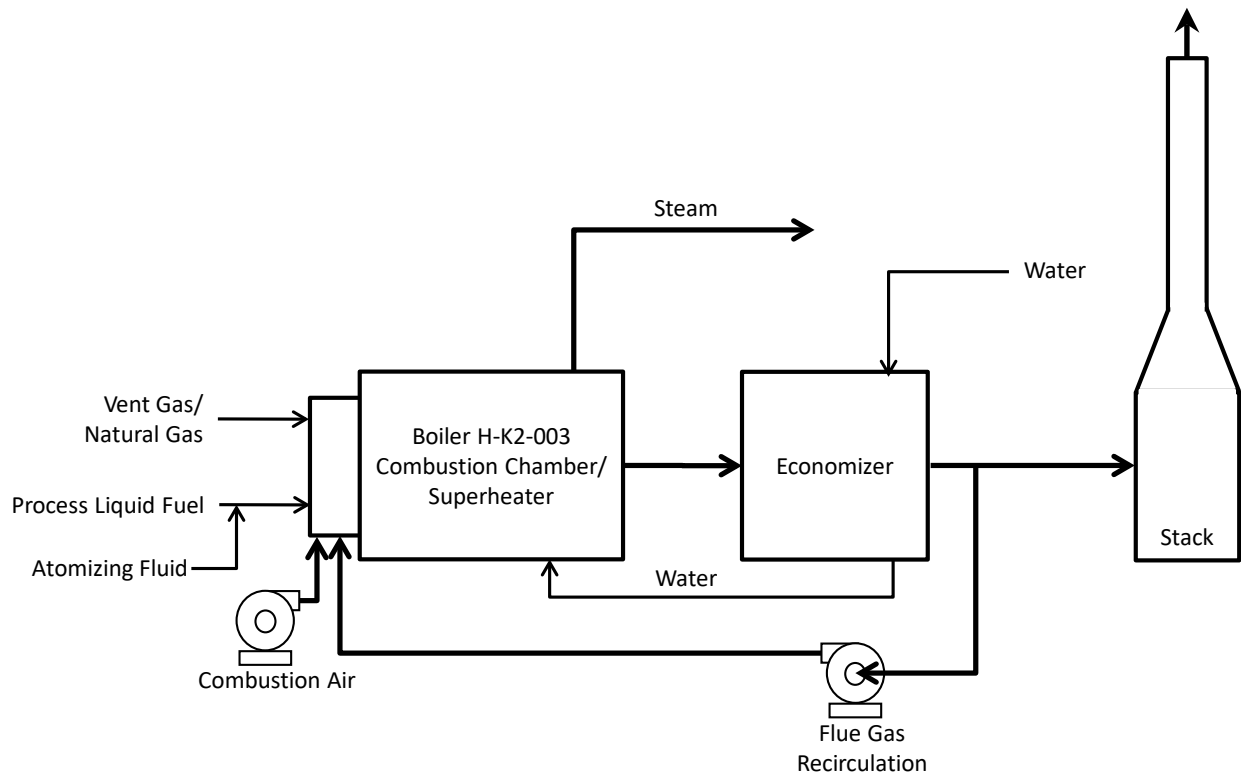 Steam
Water
Vent Gas/
Natural Gas
Boiler H-K2-003
Combustion Chamber/
Superheater
Economizer
Process Liquid Fuel
Atomizing Fluid
Stack
Water
Combustion Air
Flue Gas
Recirculation